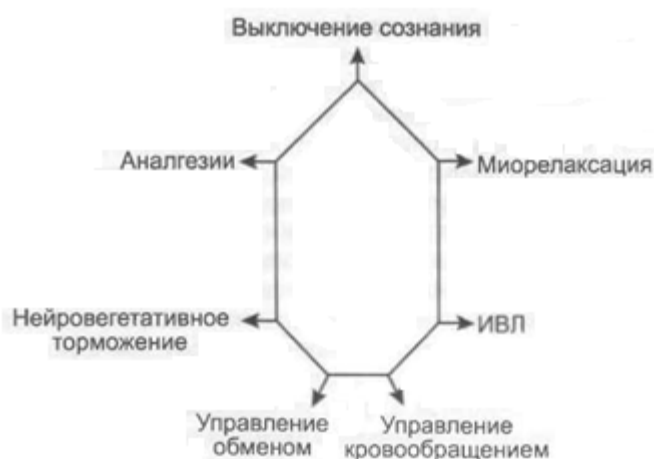 Выключение сознания
Аналгезии
Миорелаксация
Нейровегетативное
торможение
ИВЛ
Управление
обменом
Управление
кровообращением